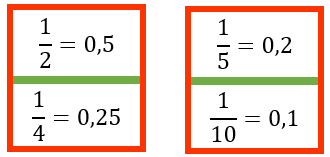 1/2 = 0,5
1/4 = 0,25
1/5 = 0,2
1/10 = 0,1